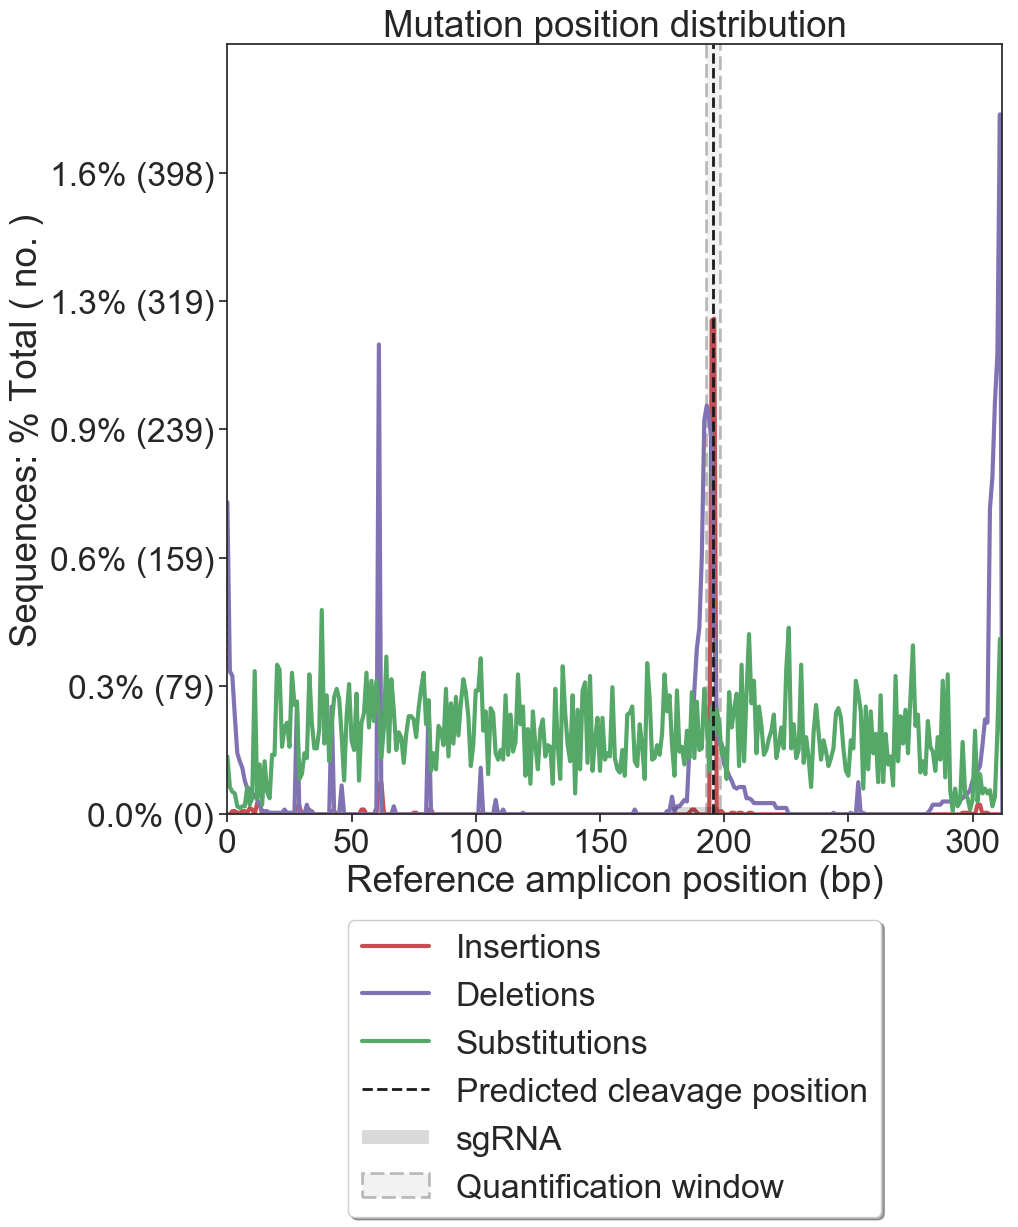 Mutation position distribution
Sequences: % Total ( no. )
1.6% (398)
1.3% (319)
0.9% (239)
0.6% (159)
0.3% (79)
0.0% (0)
0 50 100 150 200 250 300
Reference amplicon position (bp)
Insertions
Deletions
Substitutions
Predicted cleavage position
sgRNA
Quantification window